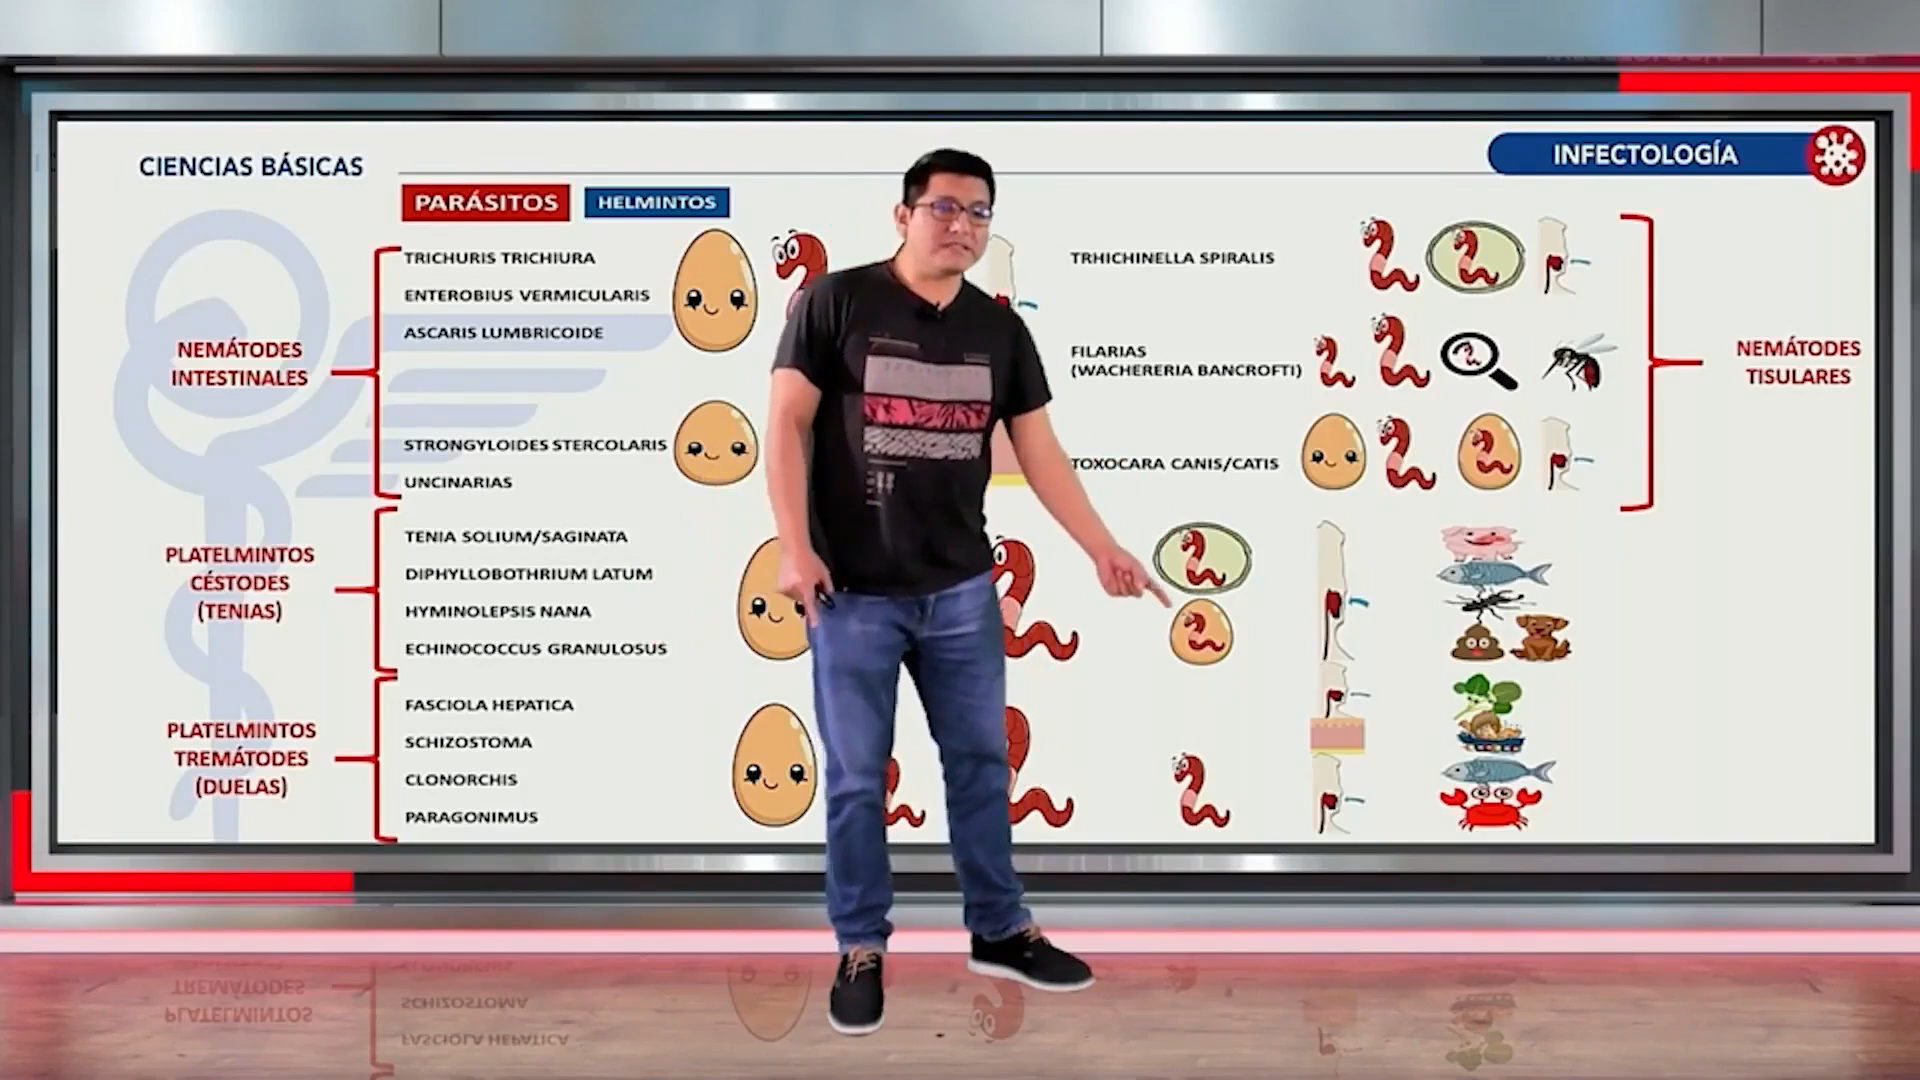 CIENCIAS BÁSICAS
INFECTOLOGÍA
PARÁSITOS
HELMINTOS
NEMÁTODES
INTESTINALES
TRICHURIS TRICHIURA
ENTEROBIUS VERMICULARIS
ASCARIS LUMBRICOIDE
STRONGYLOIDES STERCOLARIS
UNCINARIAS
PLATELMINTOS
CÉSTODES
(TENIAS)
TENIA SOLIUM/SAGINATA
DIPHYLLOBOTHRIUM LATUM
HYMINOLEPSIS NANA
ECHINOCOCCUS GRANULOSUS
PLATELMINTOS
TREMÁTODES
(DUELAS)
FASCIOLA HEPATICA
SCHIZOSTOMA
CLONORCHIS
PARAGONIMUS
TRHICHINELLA SPIRALIS
FILARIAS
(WACHERERIA BANCROFTI)
TOXOCARA CANIS/CATIS
NEMÁTODES
TISULARES